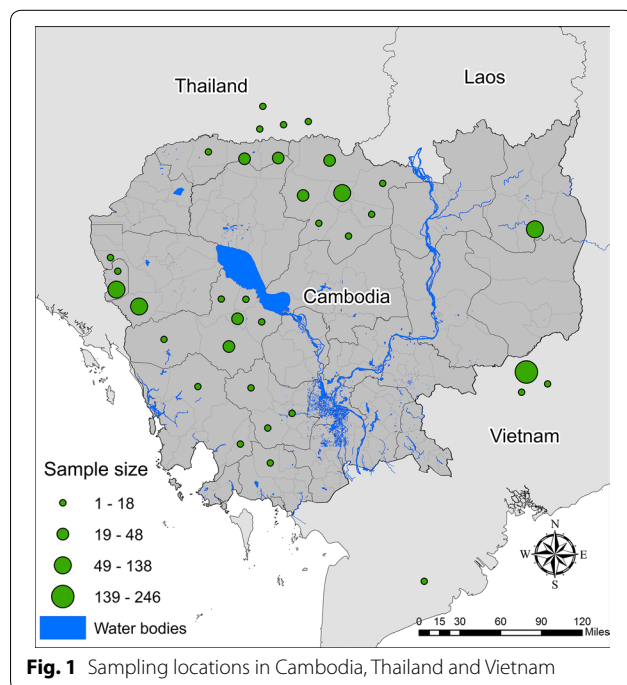 Thailand
Laos
Cambodia
Vietnam
Sample size
1 - 18
19 - 48
49 - 138
139 - 246
Water bodies
N
W E
S
0 15 30 60 90 120
Miles
Fig. 1 Sampling locations in Cambodia, Thailand and Vietnam